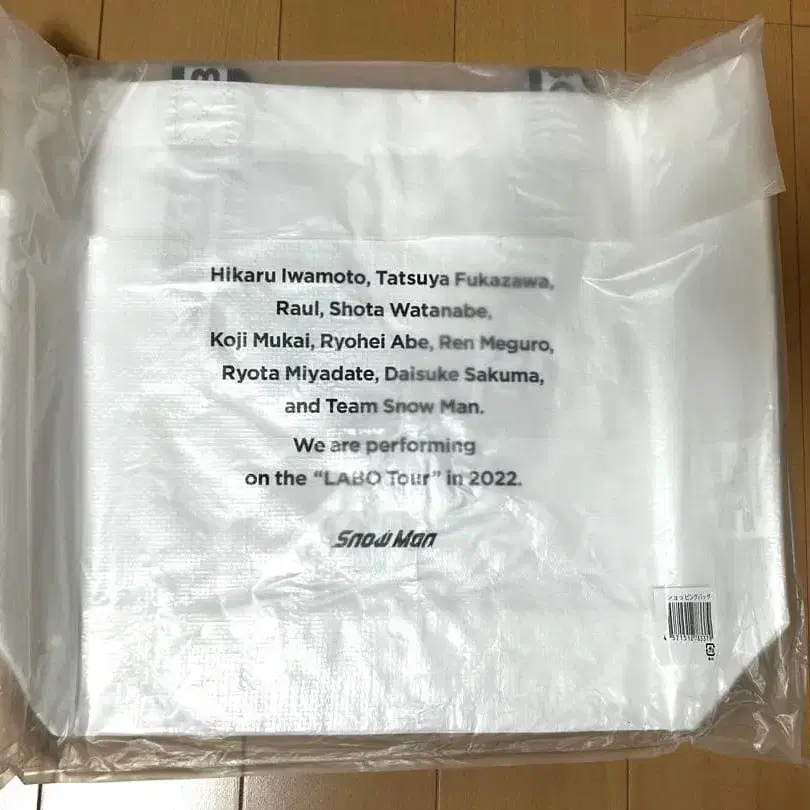 Hikaru Iwamoto, Tatsuya Fukazawa,
Raul, Shota Watanabe,
Koji Mukai, Ryohei Abe, Ren Meguro,
Ryota Miyadate, Daisuke Sakuma,
and Team Snow Man.
We are performing
on the “LABO Tour” in 2022.
Snow Man
ショッピングバッグ